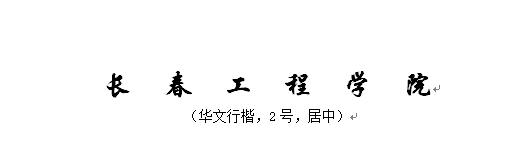 长 春 工 程 学 院
（华文行楷，2号，居中）